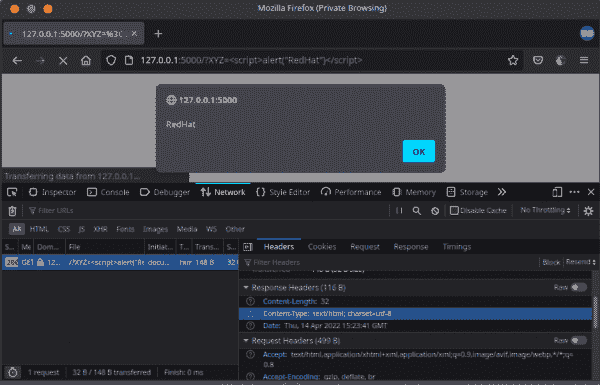 Mozilla Firefox (Private Browsing)
127.0.0.1:5000/?XYZ=%3C
127.0.0.1:5000/?XYZ=<script>alert("RedHat")</script>
127.0.0.1:5000
RedHat
OK
Transferring data from 127.0.0.1...
Inspector Console Debugger Network Style Editor Performance Memory Storage
Filter URLs Disable Cache No Throttling
All HTML CSS JS XHR Fonts Images Media WS Other
Headers Cookies Request Response Timings
S... Me Dom... File Initiat... T... Trans... S...
Filter Headers Block Resend
200 GET 12... /?XYZ=<script>alert("Re docu... 148 B 32
Response Headers (116 B) Raw
Content-Length: 32
Content-Type: text/html; charset=utf-8
Date: Thu, 14 Apr 2022 15:23:41 GMT
Request Headers (499 B) Raw
Accept: text/html,application/xhtml+xml,application/xml;q=0.9,image/avif,image/webp,*/*;q=
0.8
Accept-Encoding: gzip, deflate, br
1 request 32 B / 148 B transferred Finish: 0 ms